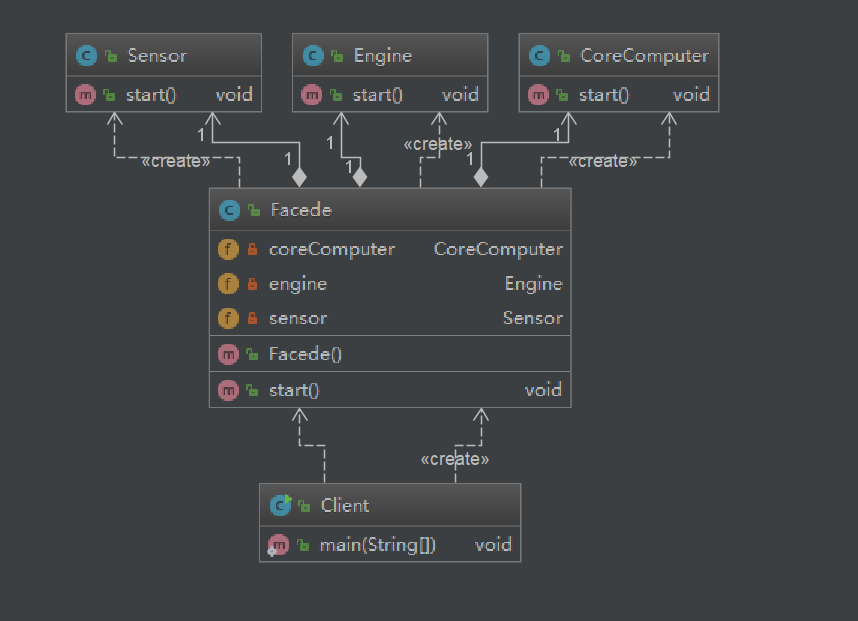 C Sensor
m start() void
C Engine
m start() void
C CoreComputer
m start() void
1
1
«create»
1
1
«create»
1
1
«create»
C Facede
f coreComputer CoreComputer
f engine Engine
f sensor Sensor
m Facede()
m start() void
«create»
C Client
m main(String[]) void